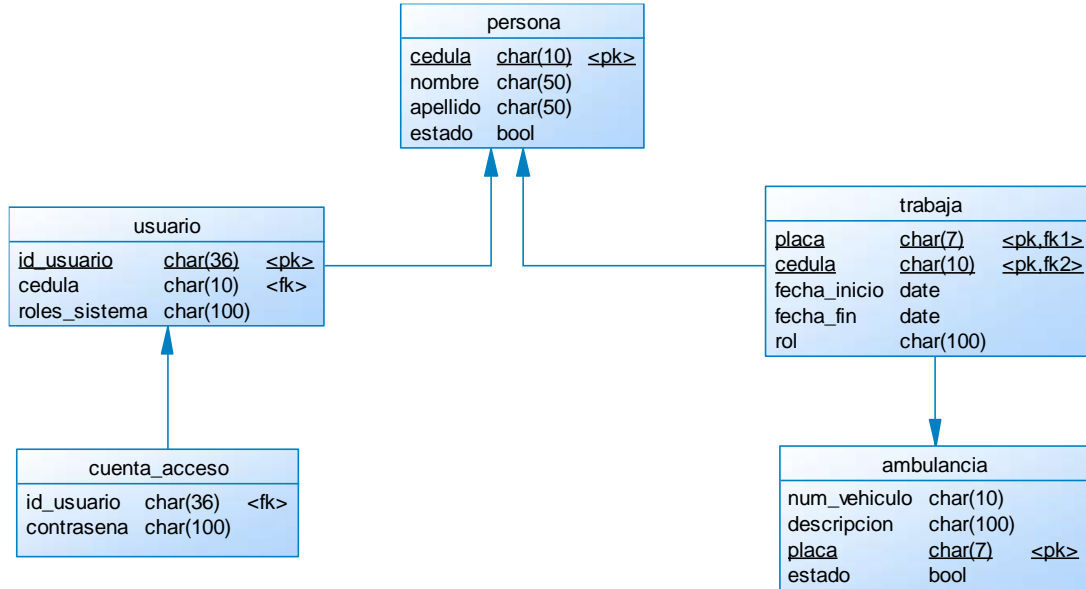 persona
cedula char(10) <pk>
nombre char(50)
apellido char(50)
estado bool
usuario
id_usuario char(36) <pk>
cedula char(10) <fk>
roles_sistema char(100)
trabaja
placa char(7) <pk,fk1>
cedula char(10) <pk,fk2>
fecha_inicio date
fecha_fin date
rol char(100)
cuenta_acceso
id_usuario char(36) <fk>
contrasena char(100)
ambulancia
num_vehiculo char(10)
descripcion char(100)
placa char(7) <pk>
estado bool